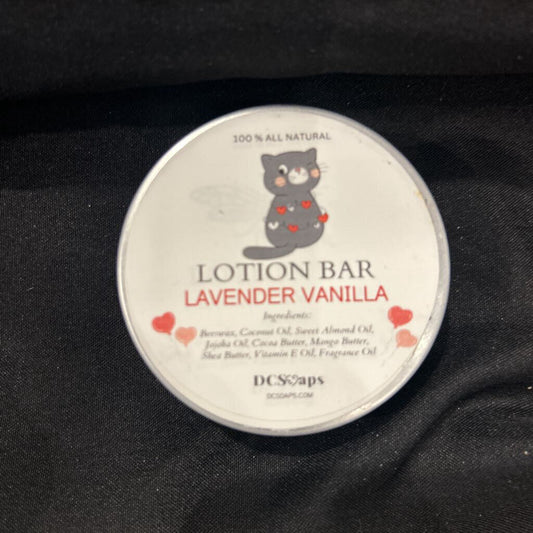 100 % ALL NATURAL
LOTION BAR
LAVENDER VANILLA
Ingredients:
Beeswax, Coconut Oil, Sweet Almond Oil,
Jojoba Oil, Cocoa Butter, Mango Butter,
Shea Butter, Vitamin E Oil, Fragrance Oil
DCSoaps
DCSOAPS.COM